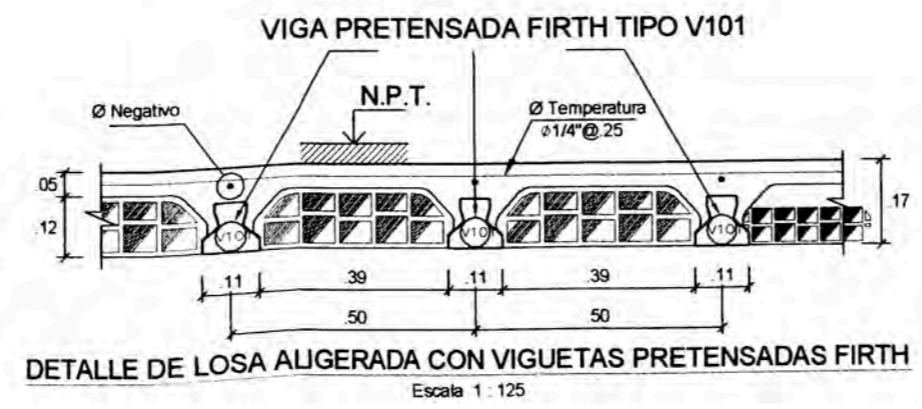 VIGA PRETENSADA FIRTH TIPO V101
Ø Negativo
N.P.T.
Ø Temperatura
Ø1/4"@.25
.05
.12
.17
V10
V10
V10
.11
.39
.11
.39
.11
.50
.50
DETALLE DE LOSA ALIGERADA CON VIGUETAS PRETENSADAS FIRTH
Escala 1 : 125